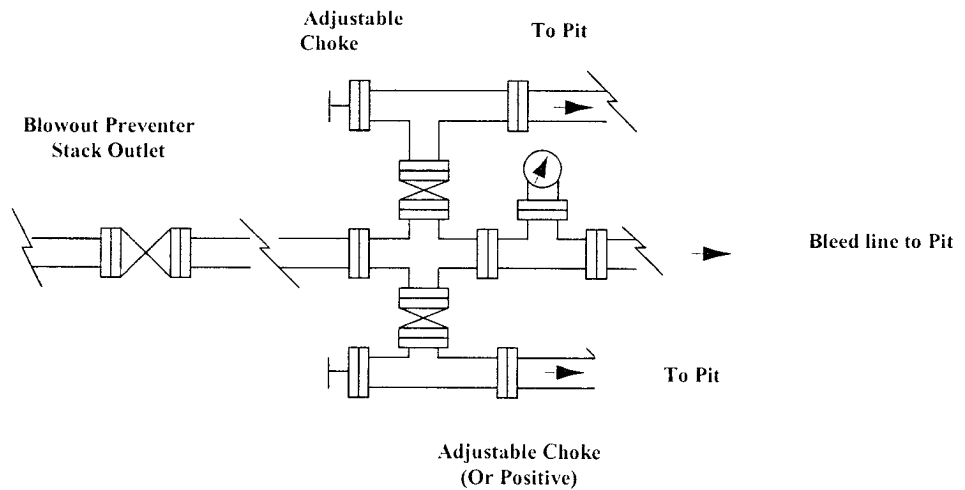 Adjustable
Choke
To Pit
Blowout Preventer
Stack Outlet
Bleed line to Pit
To Pit
Adjustable Choke
(Or Positive)